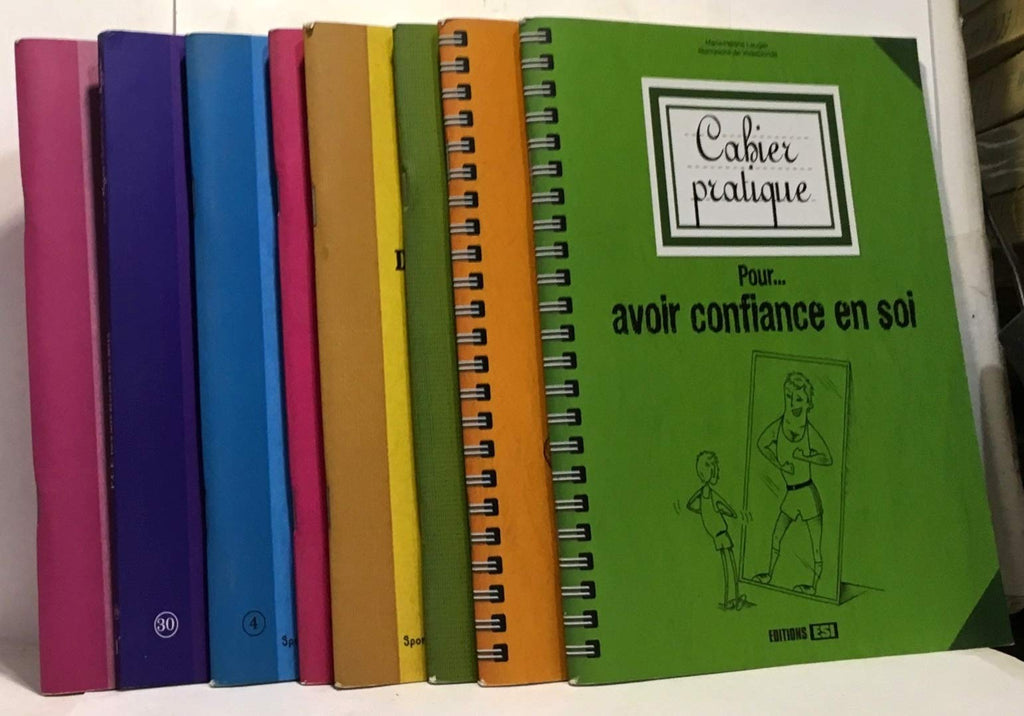 Cahier
pratique
Pour...
avoir confiance en soi
EDITIONS ESI
30
4